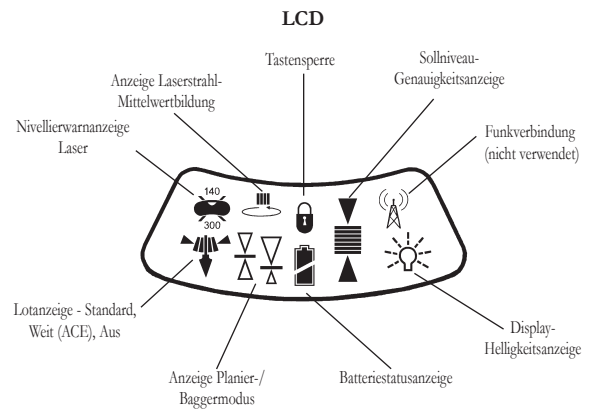 LCD
Tastensperre
Sollniveau-
Genauigkeitsanzeige
Anzeige Laserstrahl-
Mittelwertbildung
Nivellierwarnanzeige
Laser
Funkverbindung
(nicht verwendet)
140
300
Lotanzeige - Standard,
Weit (ACE), Aus
Display-
Helligkeitsanzeige
Anzeige Planier-/
Baggermodus
Batteriestatusanzeige